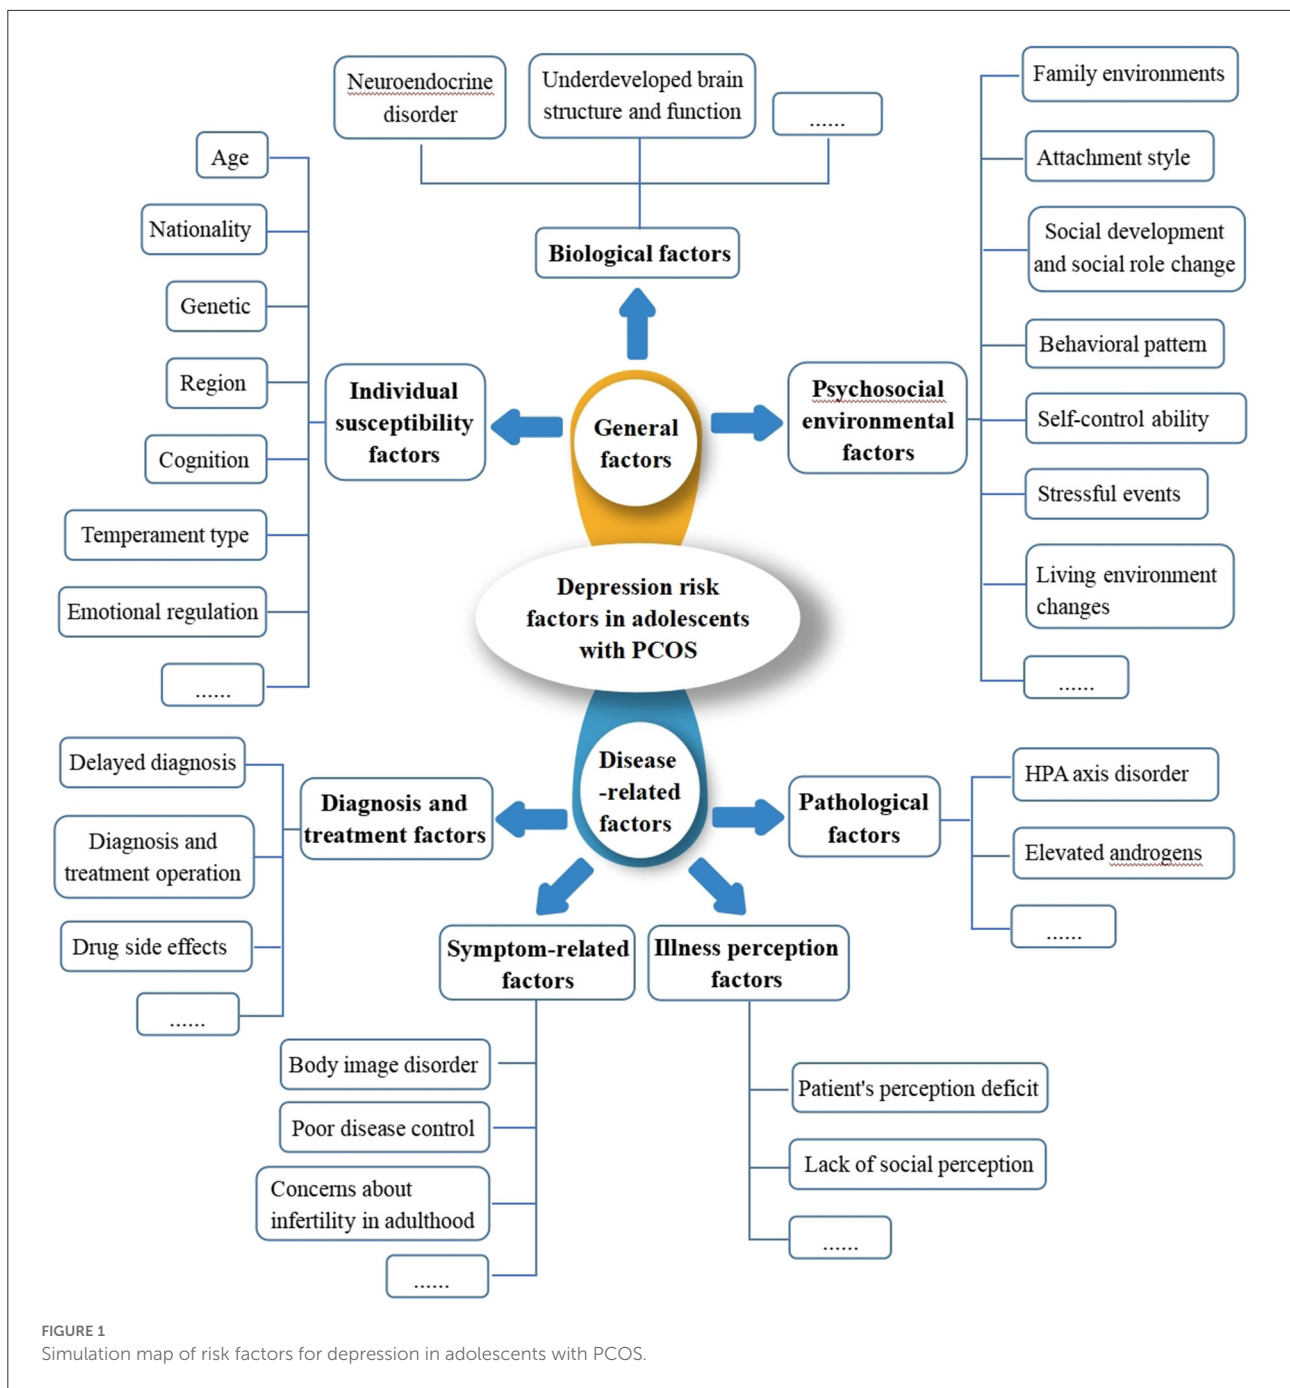 Neuroendocrine
disorder
Underdeveloped brain
structure and function
......
Biological factors
Age
Nationality
Genetic
Region
Cognition
Temperament type
Emotional regulation
......
Individual
susceptibility
factors
General
factors
Psychosocial
environmental
factors
Family environments
Attachment style
Social development
and social role change
Behavioral pattern
Self-control ability
Stressful events
Living environment
changes
......
Depression risk
factors in adolescents
with PCOS
Disease
-related
factors
Delayed diagnosis
Diagnosis and
treatment operation
Drug side effects
......
Diagnosis and
treatment factors
Pathological
factors
HPA axis disorder
Elevated androgens
......
Symptom-related
factors
Body image disorder
Poor disease control
Concerns about
infertility in adulthood
......
Illness perception
factors
Patient's perception deficit
Lack of social perception
......
FIGURE 1
Simulation map of risk factors for depression in adolescents with PCOS.